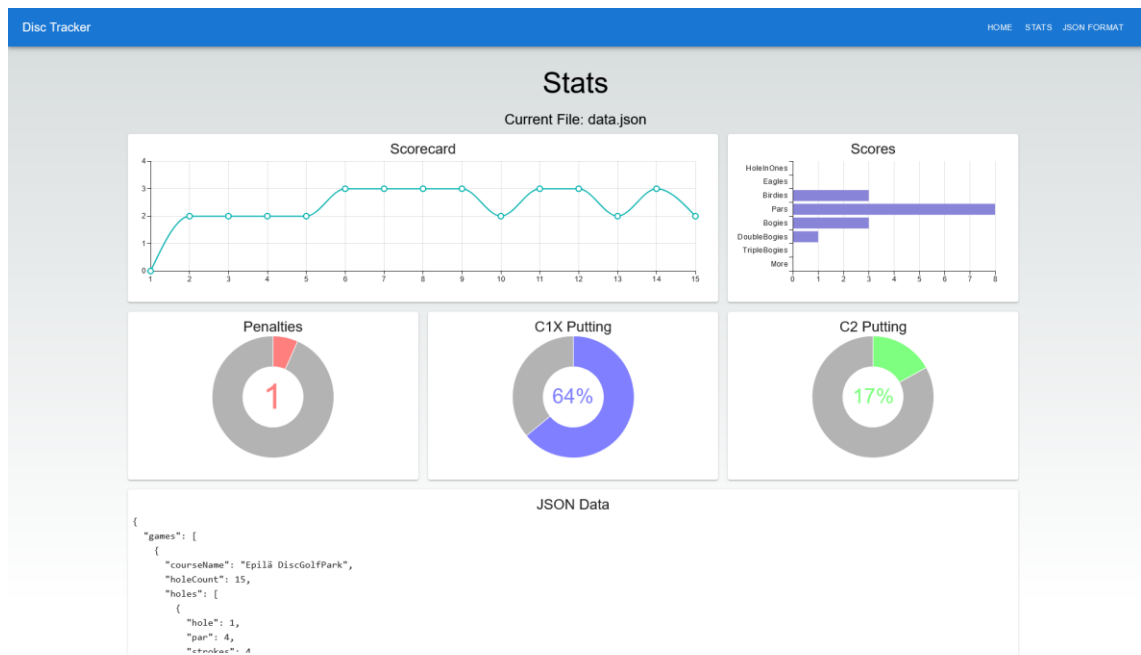 Disc Tracker
HOME STATS JSON FORMAT
Stats
Current File: data.json
Scorecard
4
3
2
1
0
1 2 3 4 5 6 7 8 9 10 11 12 13 14 15
Scores
HoleInOnes
Eagles
Birdies
Pars
Bogies
DoubleBogies
TripleBogies
More
0 1 2 3 4 5 6 7 8
Penalties
1
C1X Putting
64%
C2 Putting
17%
JSON Data
{
"games": [
{
"courseName": "Epilä DiscGolfPark",
"holeCount": 15,
"holes": [
{
"hole": 1,
"par": 4,
"strokes": 4